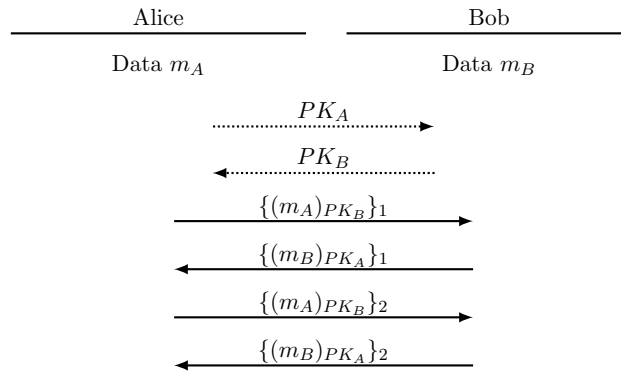 Alice Bob
Data $m_A$ Data $m_B$
$PK_A$
$PK_B$
$\{(m_A)_{PK_B}\}_1$
$\{(m_B)_{PK_A}\}_1$
$\{(m_A)_{PK_B}\}_2$
$\{(m_B)_{PK_A}\}_2$